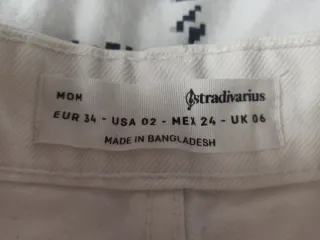 MOM
stradivarius
EUR 34 - USA 02 - MEX 24 - UK 06
MADE IN BANGLADESH